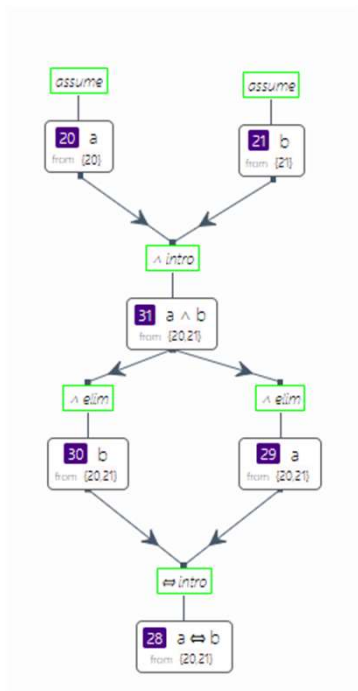 assume
assume
20 a
from {20}
21 b
from {21}
∧ intro
31 a ∧ b
from {20,21}
∧ elim
∧ elim
30 b
from {20,21}
29 a
from {20,21}
⇔ intro
28 a ⇔ b
from {20,21}